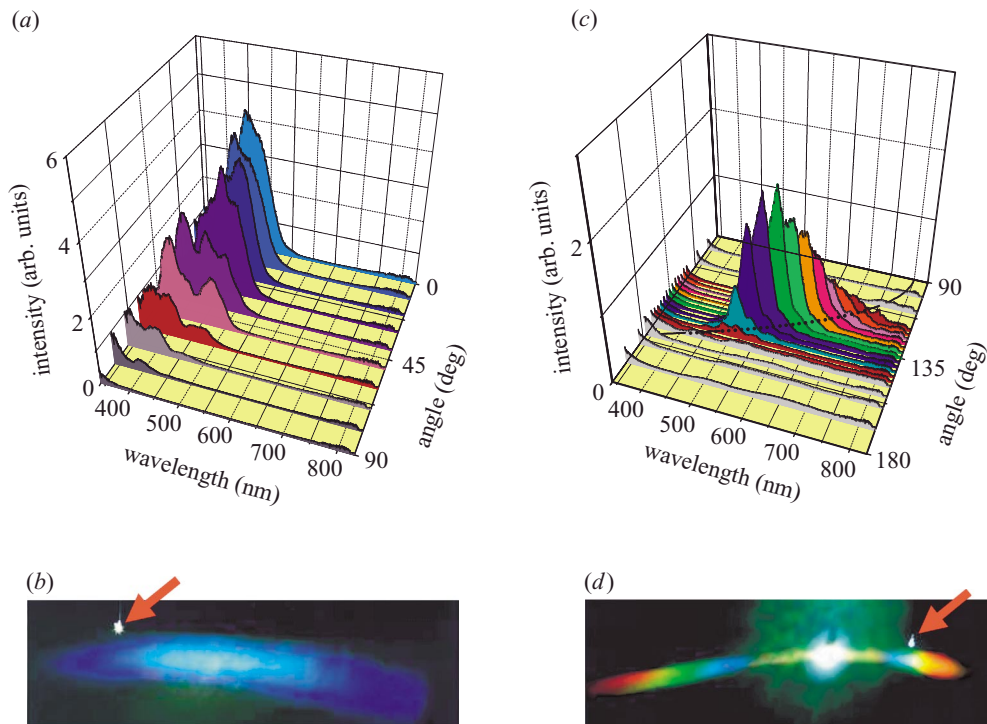 (a)
6
4
2
0
intensity (arb. units)
400
500
600
700
800
wavelength (nm)
0
45
90
angle (deg)
(c)
2
0
intensity (arb. units)
400
500
600
700
800
wavelength (nm)
90
135
180
angle (deg)
(b)
(d)